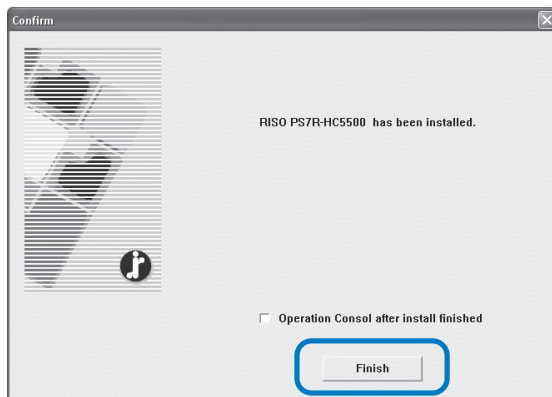 Confirm
RISO PS7R-HC5500 has been installed.
Operation Consol after install finished
Finish